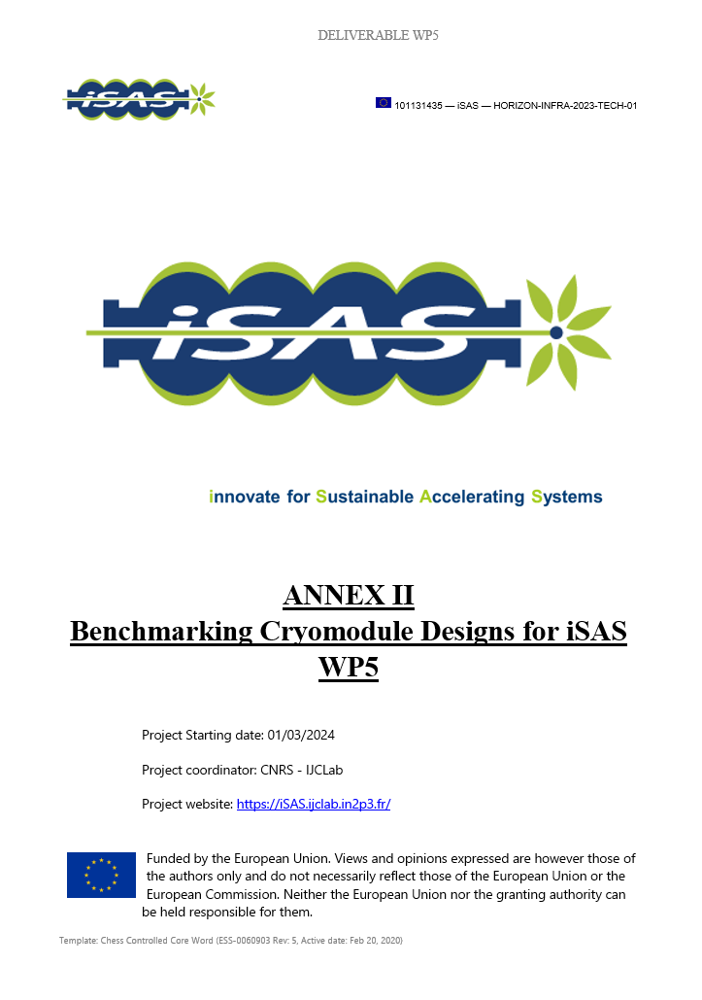 DELIVERABLE WP5
iSAS
101131435 — iSAS — HORIZON-INFRA-2023-TECH-01
iSAS
innovate for Sustainable Accelerating Systems
ANNEX II
Benchmarking Cryomodule Designs for iSAS
WP5
Project Starting date: 01/03/2024
Project coordinator: CNRS - IJCLab
Project website: https://iSAS.ijclab.in2p3.fr/
Funded by the European Union. Views and opinions expressed are however those of
the authors only and do not necessarily reflect those of the European Union or the
European Commission. Neither the European Union nor the granting authority can
be held responsible for them.
Template: Chess Controlled Core Word (ESS-0060903 Rev: 5, Active date: Feb 20, 2020)